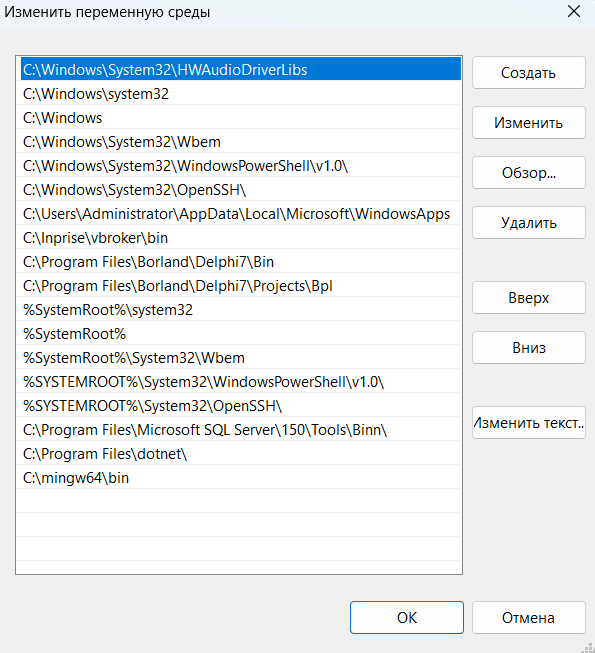 Изменить переменную среды
C:\Windows\System32\HWAudioDriverLibs
Создать
C:\Windows\system32
C:\Windows
Изменить
C:\Windows\System32\Wbem
C:\Windows\System32\WindowsPowerShell\v1.0\
Обзор...
C:\Windows\System32\OpenSSH\
C:\Users\Administrator\AppData\Local\Microsoft\WindowsApps
Удалить
C:\Inprise\vbroker\bin
C:\Program Files\Borland\Delphi7\Bin
C:\Program Files\Borland\Delphi7\Projects\Bpl
Вверх
%SystemRoot%\system32
%SystemRoot%
Вниз
%SystemRoot%\System32\Wbem
%SYSTEMROOT%\System32\WindowsPowerShell\v1.0\
%SYSTEMROOT%\System32\OpenSSH\
Изменить текст..
C:\Program Files\Microsoft SQL Server\150\Tools\Binn\
C:\Program Files\dotnet\
C:\mingw64\bin
ОК
Отмена